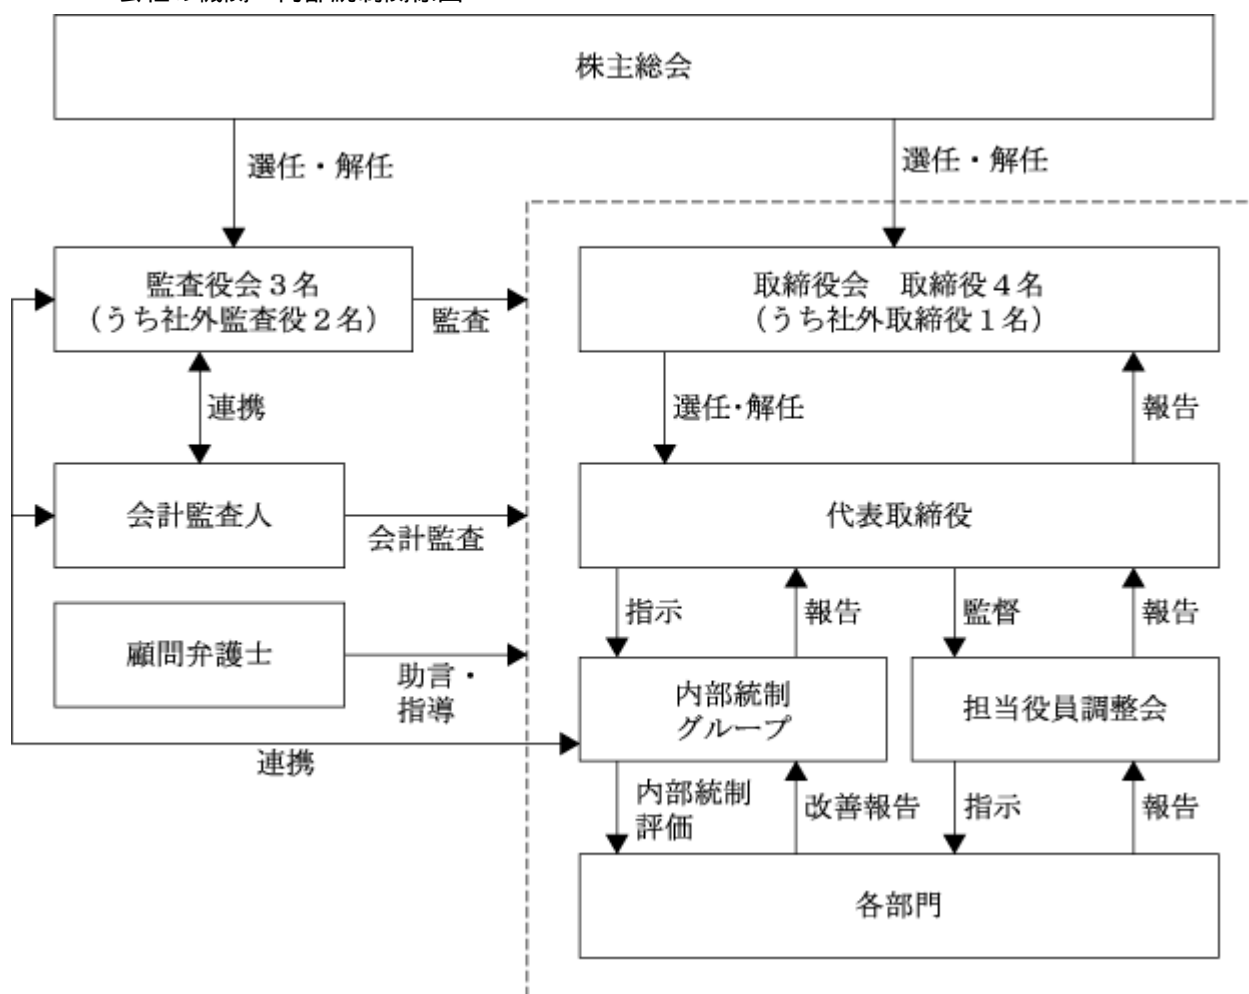 株主総会
選任・解任
選任・解任
監査役会３名
（うち社外監査役２名）
監査
取締役会　取締役４名
（うち社外取締役１名）
連携
選任・解任
報告
会計監査人
会計監査
代表取締役
指示
報告
監督
報告
顧問弁護士
助言・
指導
内部統制
グループ
担当役員調整会
連携
内部統制
評価
改善報告
指示
報告
各部門